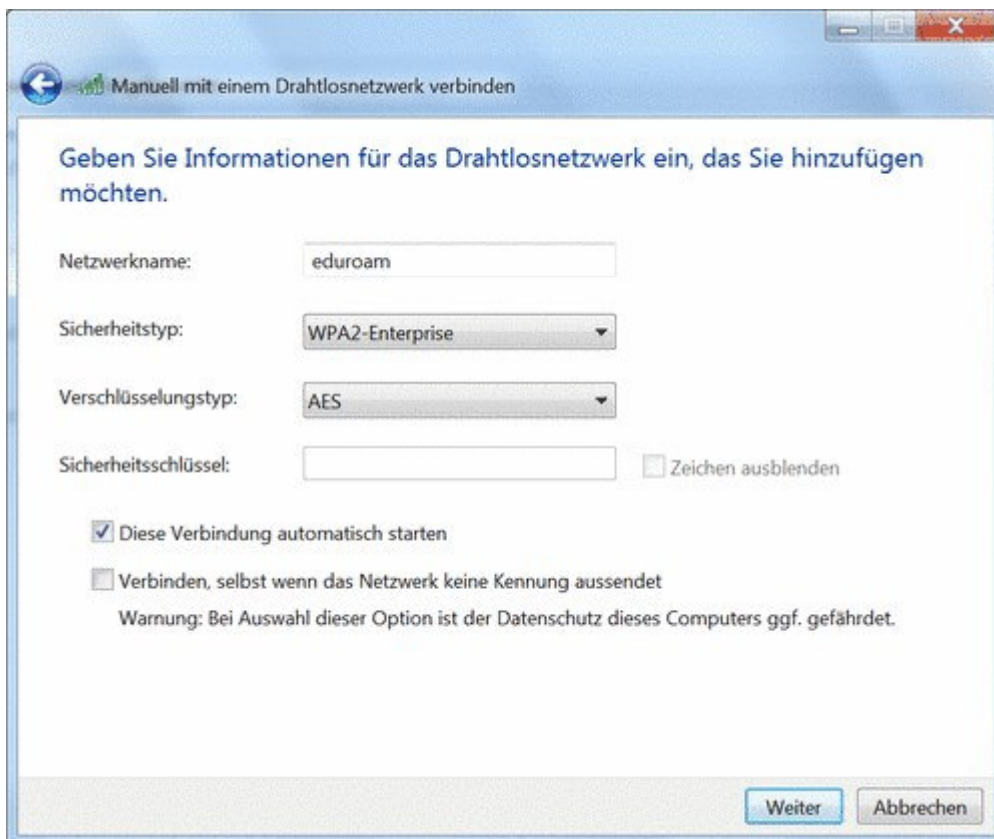 Manuell mit einem Drahtlosnetzwerk verbinden
Geben Sie Informationen für das Drahtlosnetzwerk ein, das Sie hinzufügen
möchten.
Netzwerkname: eduroam
Sicherheitstyp: WPA2-Enterprise
Verschlüsselungstyp: AES
Sicherheitsschlüssel: Zeichen ausblenden
Diese Verbindung automatisch starten
Verbinden, selbst wenn das Netzwerk keine Kennung aussendet
Warnung: Bei Auswahl dieser Option ist der Datenschutz dieses Computers ggf. gefährdet.
Weiter Abbrechen